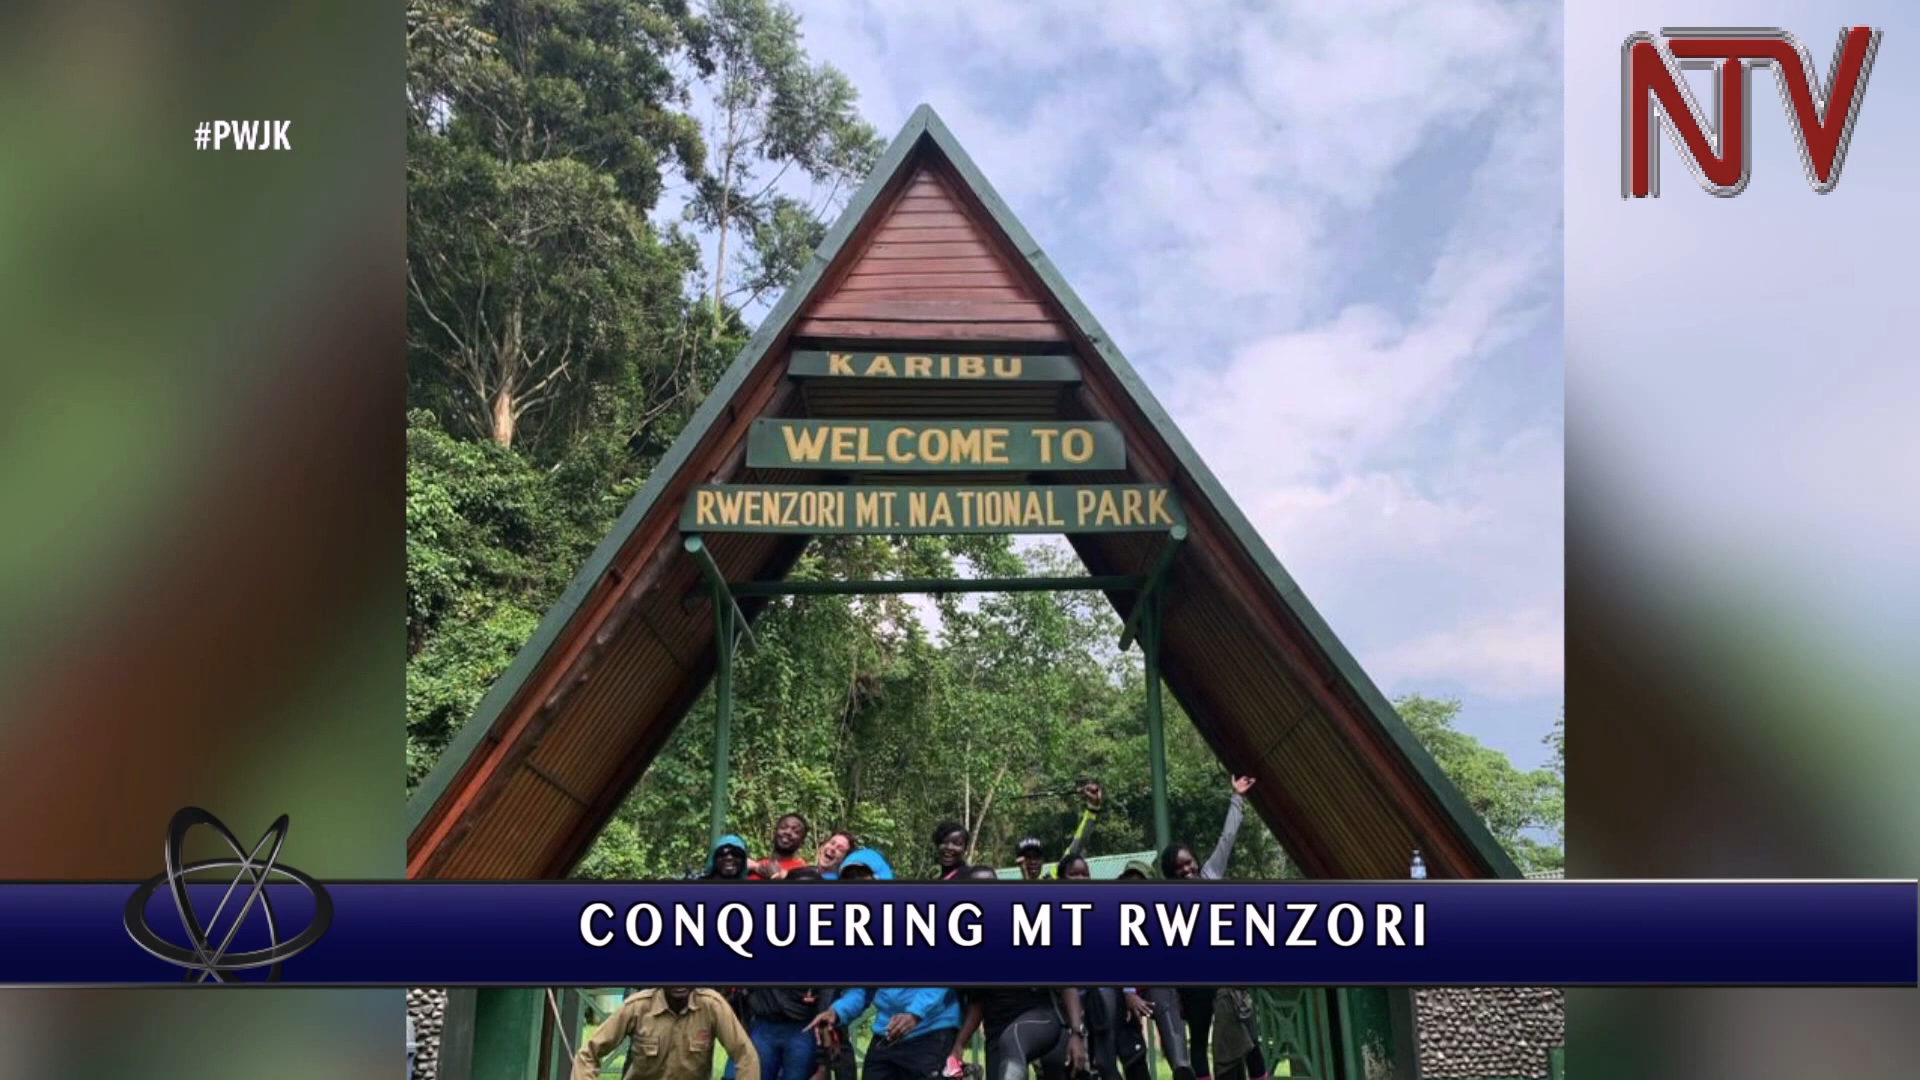 #PWJK
NTV
KARIBU
WELCOME TO
RWENZORI MT. NATIONAL PARK
CONQUERING MT RWENZORI